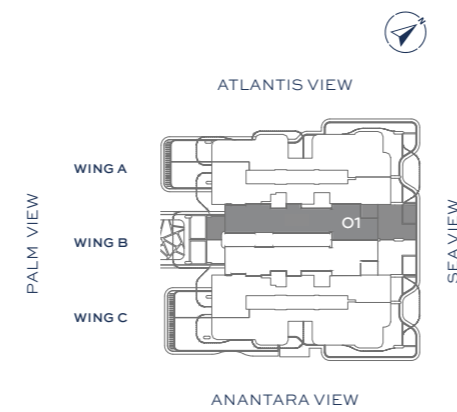 N
ATLANTIS VIEW
WING A
PALM VIEW
WING B
01
SEA VIEW
WING C
ANANTARA VIEW